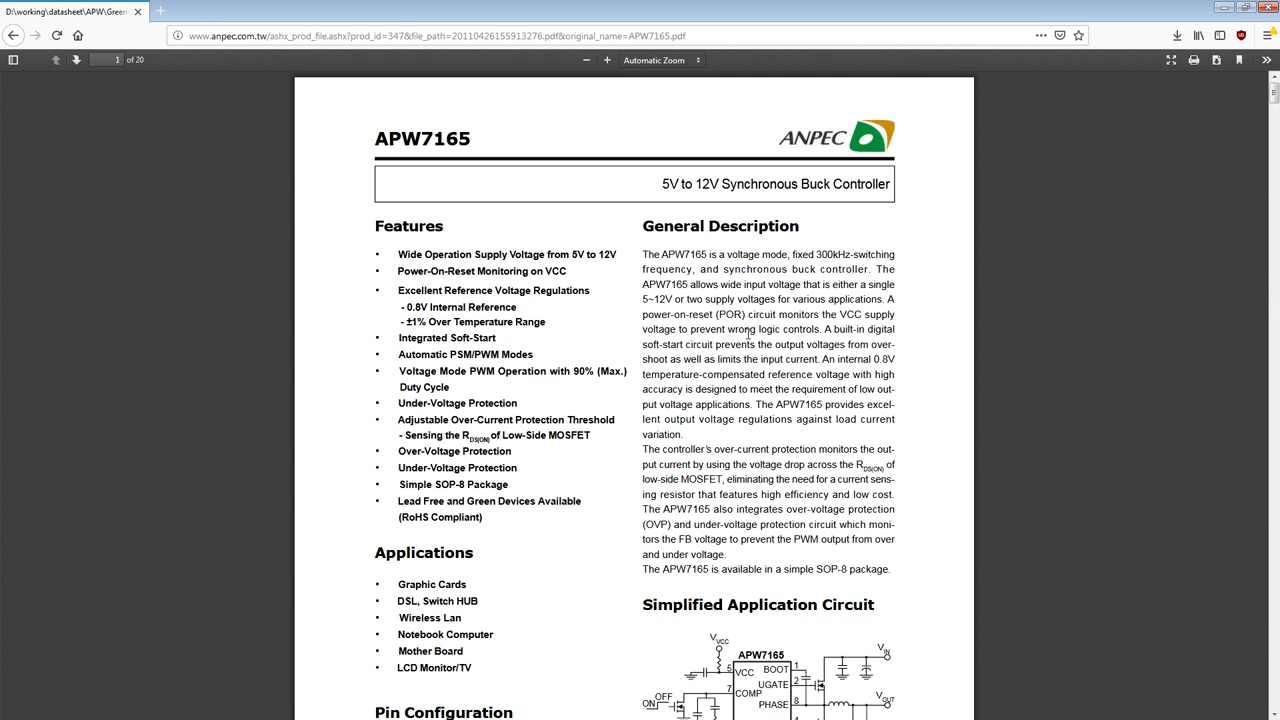 D:\working\datasheet\APW\Green
www.anpec.com.tw/ashx_prod_file.ashx?prod_id=347&file_path=20110426155913276.pdf&original_name=APW7165.pdf
1 of 20
Automatic Zoom
APW7165
ANPEC
5V to 12V Synchronous Buck Controller
Features
• Wide Operation Supply Voltage from 5V to 12V
• Power-On-Reset Monitoring on VCC
• Excellent Reference Voltage Regulations
- 0.8V Internal Reference
- ±1% Over Temperature Range
• Integrated Soft-Start
• Automatic PSM/PWM Modes
• Voltage Mode PWM Operation with 90% (Max.)
Duty Cycle
• Under-Voltage Protection
• Adjustable Over-Current Protection Threshold
- Sensing the RDS(ON) of Low-Side MOSFET
• Over-Voltage Protection
• Under-Voltage Protection
• Simple SOP-8 Package
• Lead Free and Green Devices Available
(RoHS Compliant)
Applications
• Graphic Cards
• DSL, Switch HUB
• Wireless Lan
• Notebook Computer
• Mother Board
• LCD Monitor/TV
Pin Configuration
General Description
The APW7165 is a voltage mode, fixed 300kHz-switching
frequency, and synchronous buck controller. The
APW7165 allows wide input voltage that is either a single
5~12V or two supply voltages for various applications. A
power-on-reset (POR) circuit monitors the VCC supply
voltage to prevent wrong logic controls. A built-in digital
soft-start circuit prevents the output voltages from over-
shoot as well as limits the input current. An internal 0.8V
temperature-compensated reference voltage with high
accuracy is designed to meet the requirement of low out-
put voltage applications. The APW7165 provides excel-
lent output voltage regulations against load current
variation.
The controller's over-current protection monitors the out-
put current by using the voltage drop across the RDS(ON) of
low-side MOSFET, eliminating the need for a current sens-
ing resistor that features high efficiency and low cost.
The APW7165 also integrates over-voltage protection
(OVP) and under-voltage protection circuit which moni-
tors the FB voltage to prevent the PWM output from over
and under voltage.
The APW7165 is available in a simple SOP-8 package.
Simplified Application Circuit
VVCC
APW7165
VIN
5 VCC
BOOT 1
UGATE 2
7 COMP
PHASE 8
VOUT
OFF
ON
4